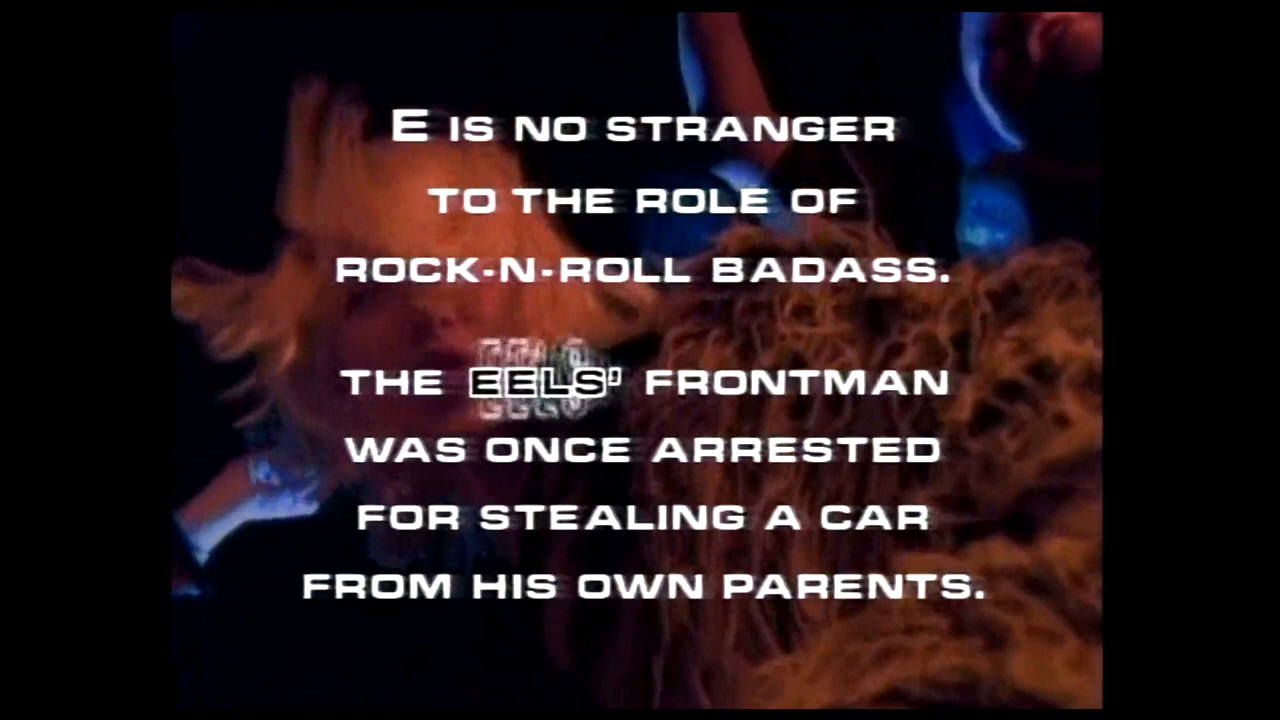 E IS NO STRANGER
TO THE ROLE OF
ROCK-N-ROLL BADASS.
THE EELS' FRONTMAN
WAS ONCE ARRESTED
FOR STEALING A CAR
FROM HIS OWN PARENTS.